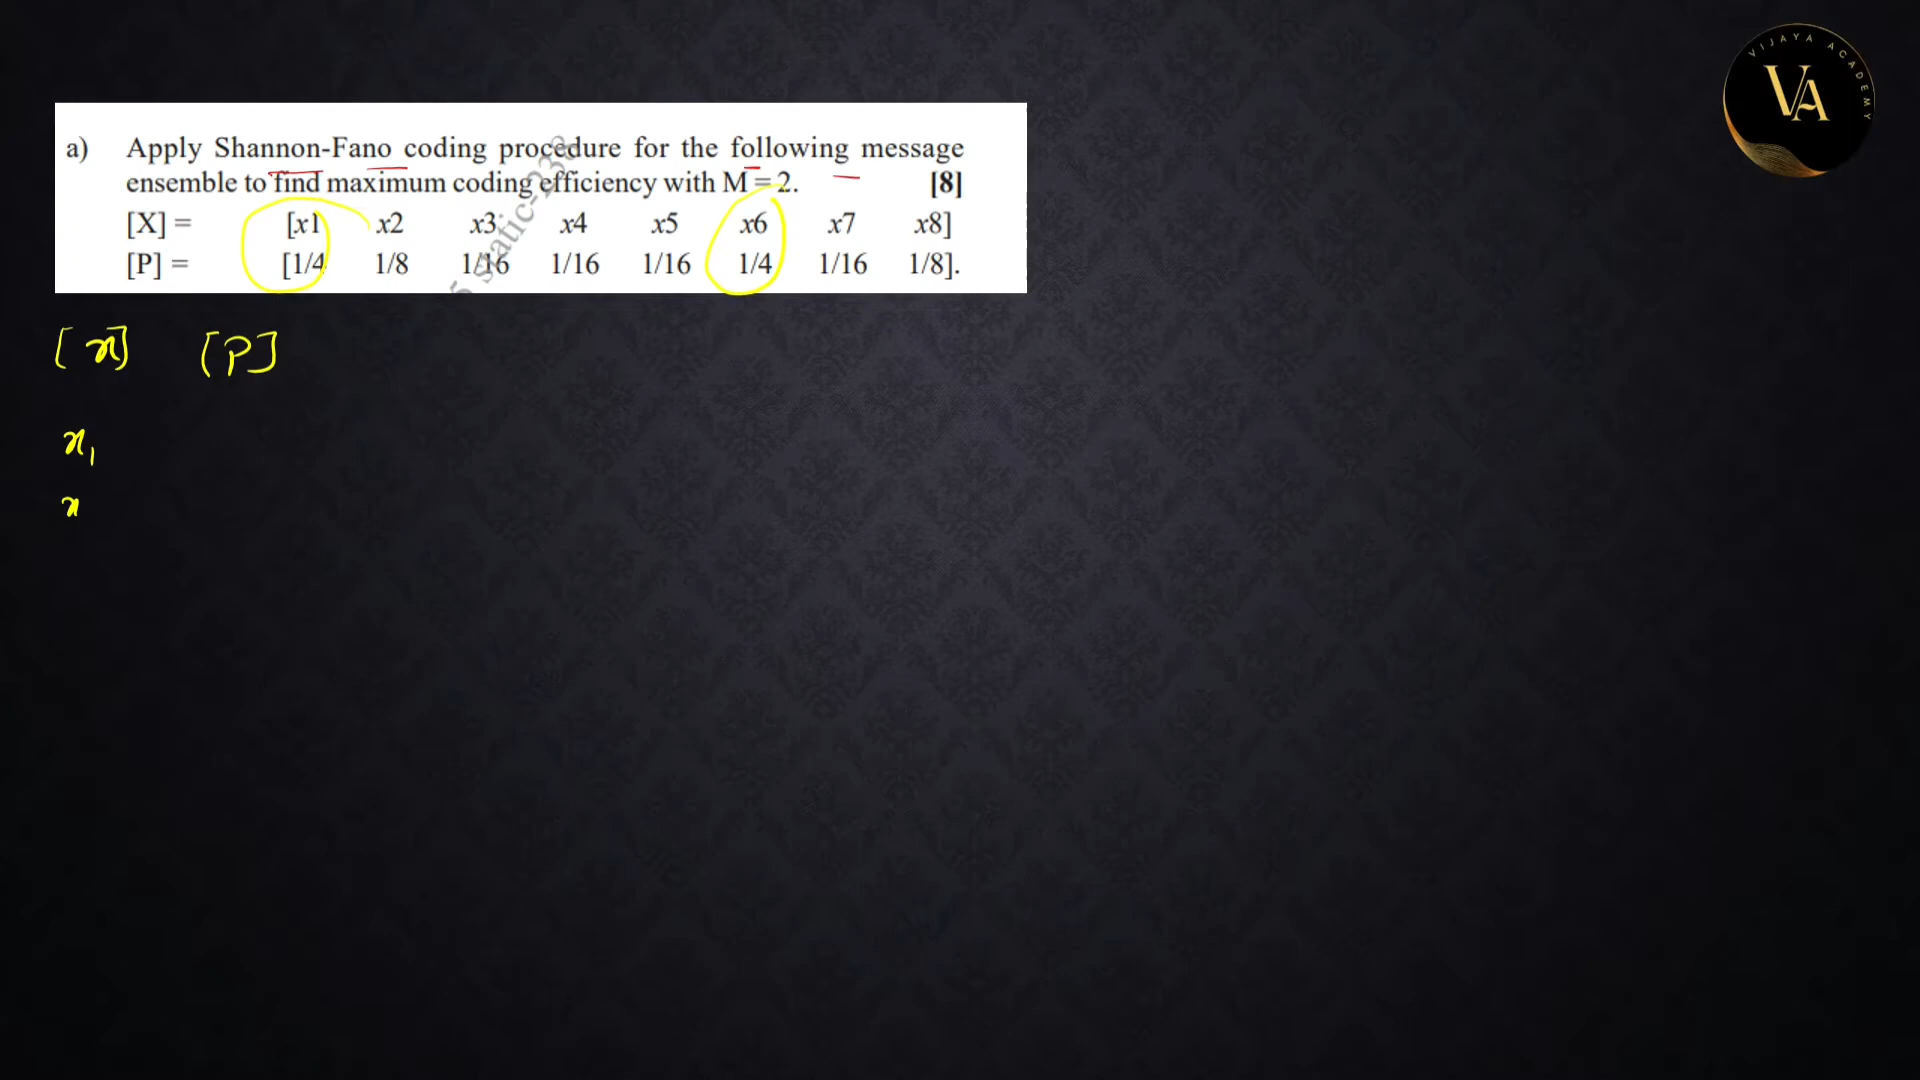 VIJAYA ACADEMY
VA
a) Apply Shannon-Fano coding procedure for the following message
ensemble to find maximum coding efficiency with M = 2. [8]
[X] = [x1 x2 x3 x4 x5 x6 x7 x8]
[P] = [1/4 1/8 1/16 1/16 1/16 1/4 1/16 1/8].
static-238
[x] [P]
x₁
x